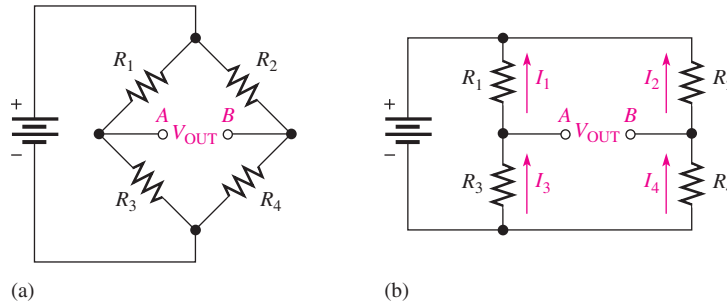 R1
R2
A
B
VOUT
R3
R4
+
−
(a)
R1
I1
I2
R
A
B
VOUT
R3
I3
I4
R
+
−
(b)